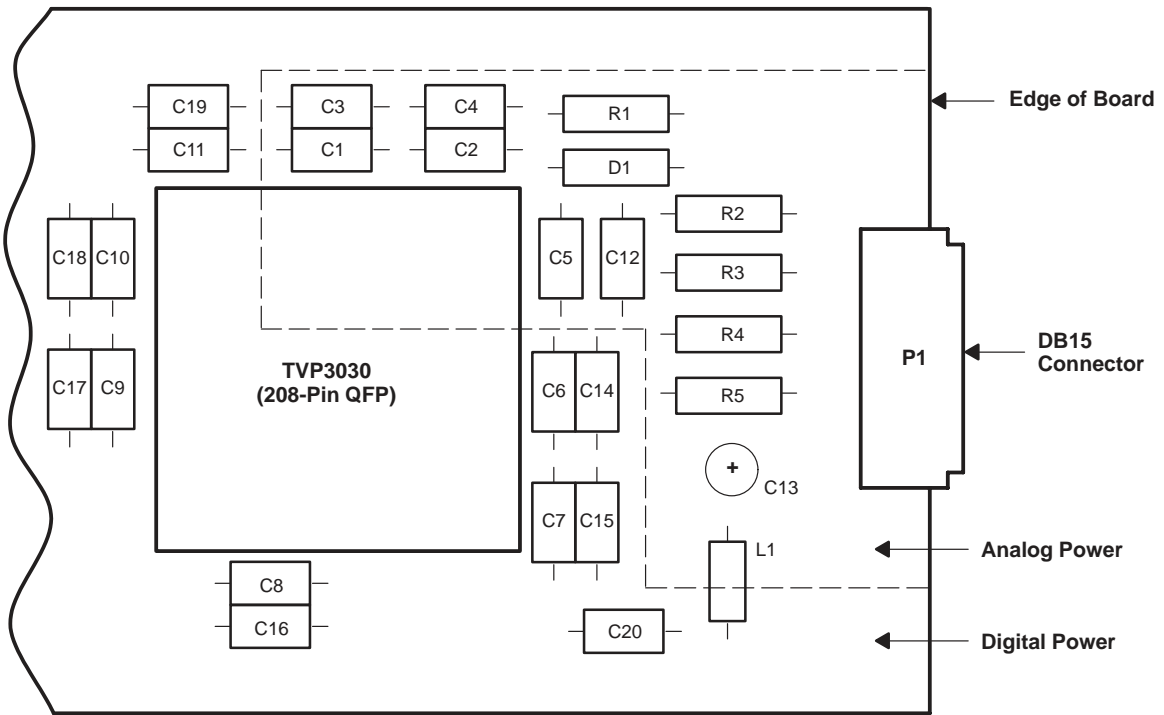 C19
C3
C4
R1
Edge of Board
C11
C1
C2
D1
R2
C18
C10
C5
C12
R3
R4
DB15
Connector
P1
TVP3030
(208-Pin QFP)
C17
C9
C6
C14
R5
+
C13
C7
C15
L1
Analog Power
C8
C16
C20
Digital Power